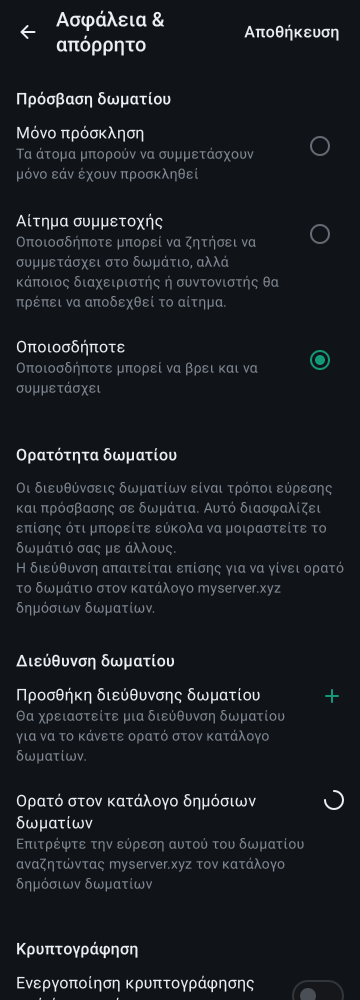 Ασφάλεια &
απόρρητο
Αποθήκευση
Πρόσβαση δωματίου
Μόνο πρόσκληση
Τα άτομα μπορούν να συμμετάσχουν
μόνο εάν έχουν προσκληθεί
Αίτημα συμμετοχής
Οποιοσδήποτε μπορεί να ζητήσει να
συμμετάσχει στο δωμάτιο, αλλά
κάποιος διαχειριστής ή συντονιστής θα
πρέπει να αποδεχθεί το αίτημα.
Οποιοσδήποτε
Οποιοσδήποτε μπορεί να βρει και να
συμμετάσχει
Ορατότητα δωματίου
Οι διευθύνσεις δωματίων είναι τρόποι εύρεσης
και πρόσβασης σε δωμάτια. Αυτό διασφαλίζει
επίσης ότι μπορείτε εύκολα να μοιραστείτε το
δωμάτιό σας με άλλους.
Η διεύθυνση απαιτείται επίσης για να γίνει ορατό
το δωμάτιο στον κατάλογο myserver.xyz
δημόσιων δωματίων.
Διεύθυνση δωματίου
Προσθήκη διεύθυνσης δωματίου
Θα χρειαστείτε μια διεύθυνση δωματίου
για να το κάνετε ορατό στον κατάλογο
δωματίων.
Ορατό στον κατάλογο δημόσιων
δωματίων
Επιτρέψτε την εύρεση αυτού του δωματίου
αναζητώντας myserver.xyz τον κατάλογο
δημόσιων δωματίων
Κρυπτογράφηση
Ενεργοποίηση κρυπτογράφησης